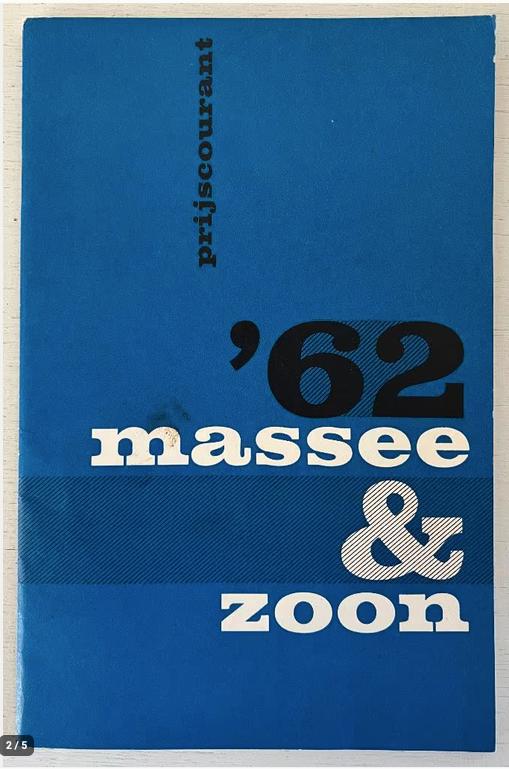 prijscourant
’62
massee
&
zoon
2/5